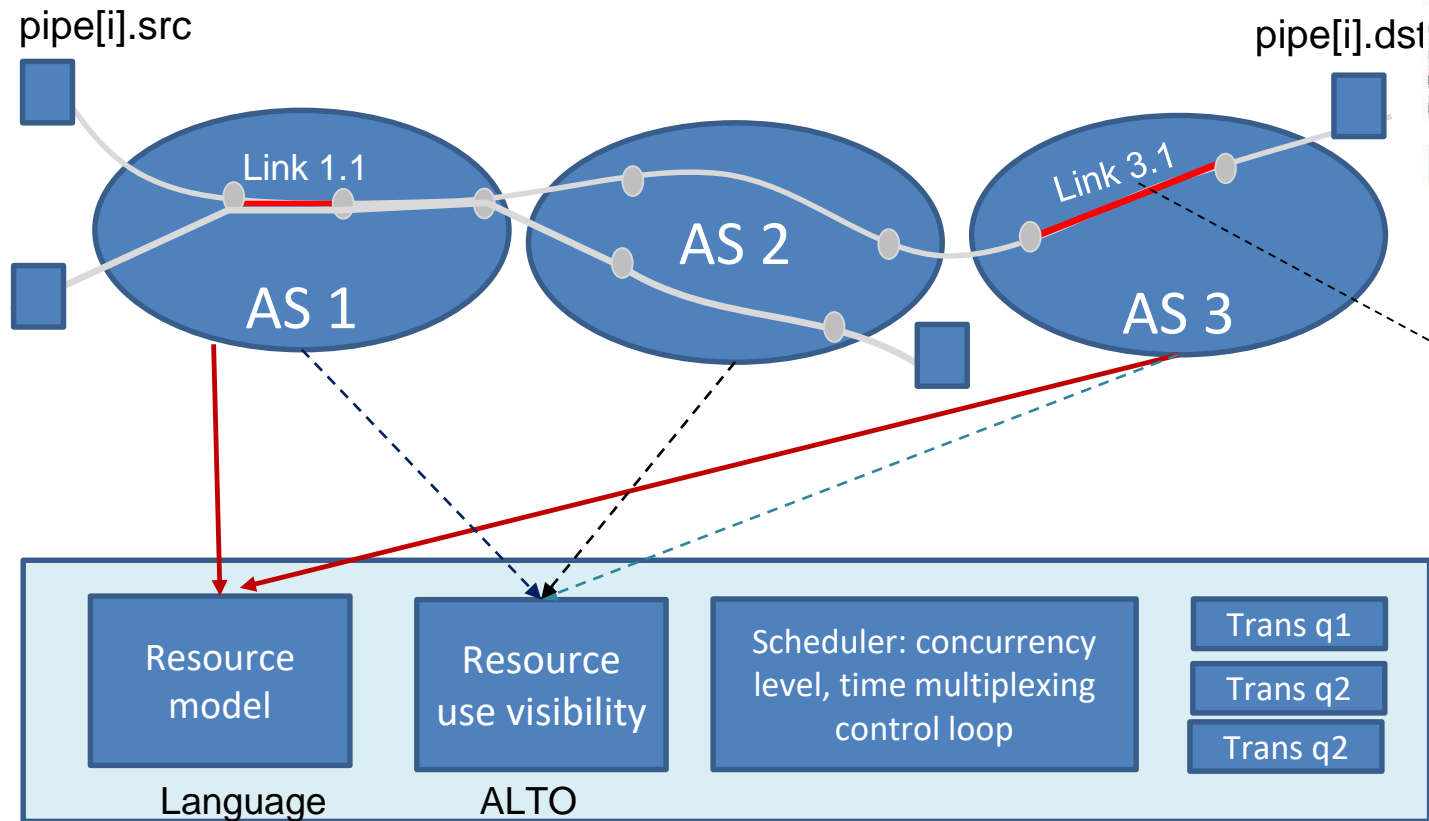 pipe[i].src
pipe[i].dst
Link 1.1
Link 3.1
AS 1
AS 2
AS 3
Resource
model
Resource
use visibility
Scheduler: concurrency
level, time multiplexing
control loop
Trans q1
Trans q2
Trans q2
Language
ALTO